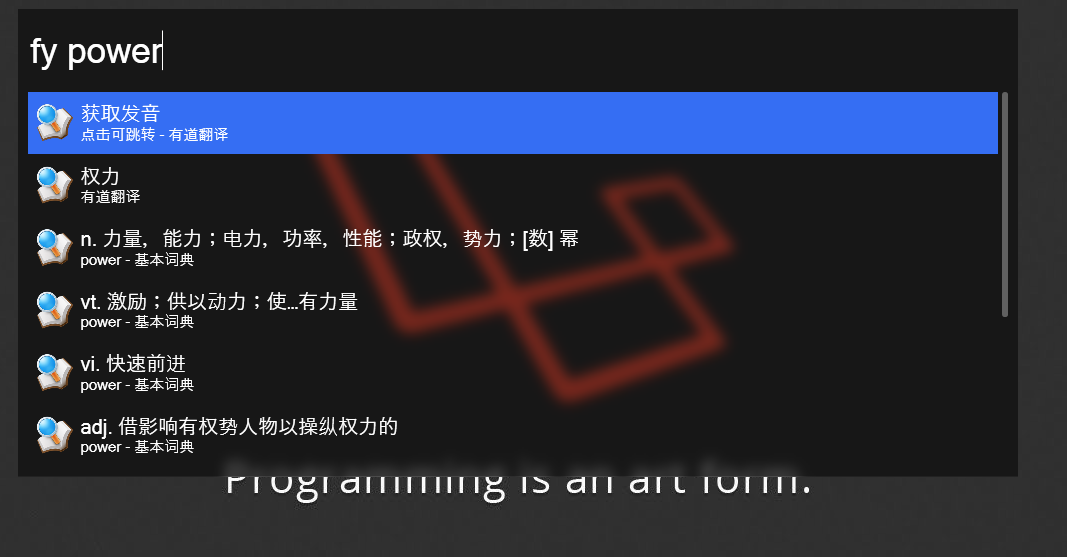 fy power
获取发音
点击可跳转 - 有道翻译
权力
有道翻译
n. 力量，能力；电力，功率，性能；政权，势力；[数] 幂
power - 基本词典
vt. 激励；供以动力；使...有力量
power - 基本词典
vi. 快速前进
power - 基本词典
adj. 借影响有权势人物以操纵权力的
power - 基本词典
Programming is an art form.